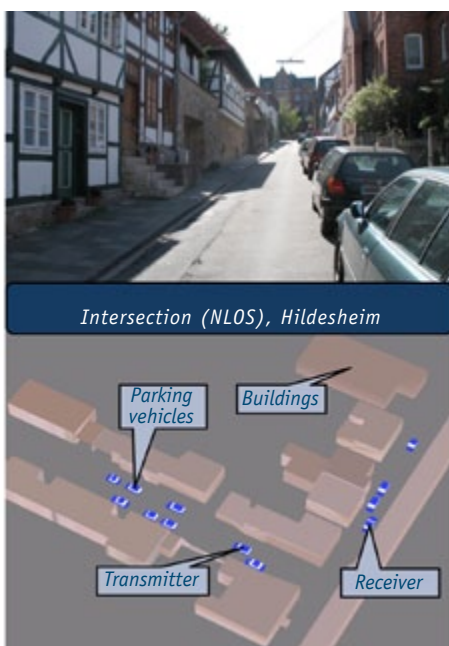 Intersection (NLOS), Hildesheim
Parking
vehicles
Buildings
Transmitter
Receiver